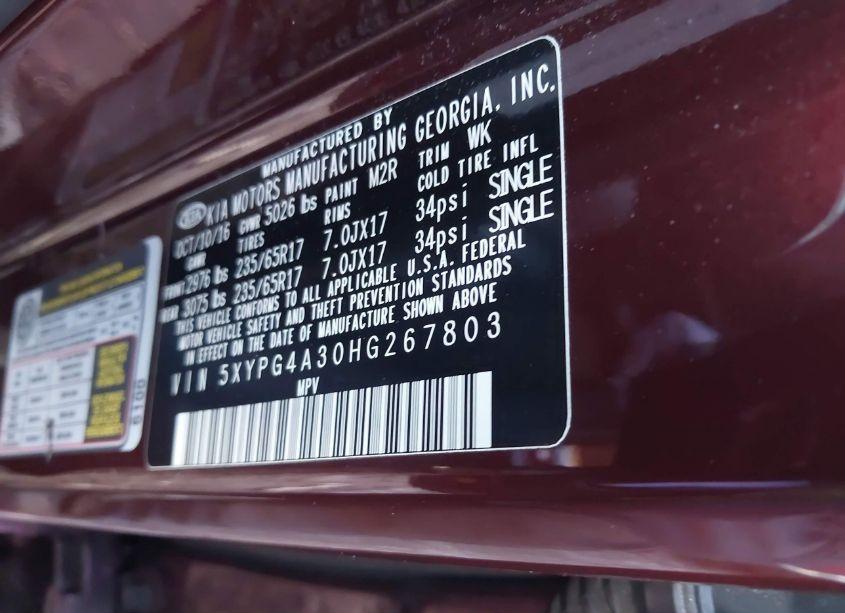 MANUFACTURED BY
KIA KIA MOTORS MANUFACTURING GEORGIA, INC.
OCT/10/16 GVWR 5026 lbs PAINT M2R TRIM WK
GAWR TIRES RIMS COLD TIRE INFL
FRONT 2976 lbs 235/65R17 7.0JX17 34psi SINGLE
REAR 3075 lbs 235/65R17 7.0JX17 34psi SINGLE
THIS VEHICLE CONFORMS TO ALL APPLICABLE U.S.A. FEDERAL
MOTOR VEHICLE SAFETY AND THEFT PREVENTION STANDARDS
IN EFFECT ON THE DATE OF MANUFACTURE SHOWN ABOVE
VIN 5XYPG4A30HG267803
MPV